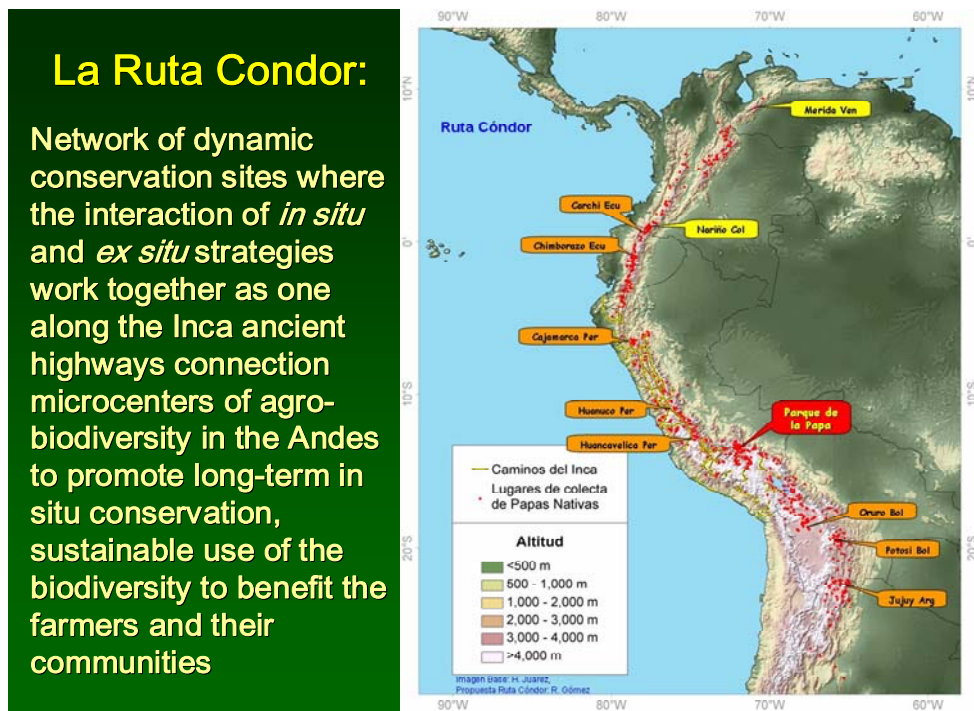 La Ruta Condor:
Network of dynamic
conservation sites where
the interaction of in situ
and ex situ strategies
work together as one
along the Inca ancient
highways connection
microcenters of agro-
biodiversity in the Andes
to promote long-term in
situ conservation,
sustainable use of the
biodiversity to benefit the
farmers and their
communities
90°W 80°W 70°W 60°W
10°N 10°N
Ruta Cóndor
Merida Ven
Carchi Ecu
Nariño Col
Chimborazo Ecu
0° 0°
Cajamarca Per
10°S 10°S
Huanuco Per
Parque de
la Papa
Huancavelica Per
Caminos del Inca
Lugares de colecta
de Papas Nativas
Oruro Bol
Potosi Bol
20°S 20°S
Jujuy Arg
Altitud
<500 m
500 - 1,000 m
1,000 - 2,000 m
2,000 - 3,000 m
3,000 - 4,000 m
>4,000 m
Imagen Base: H. Juarez,
Propuesta Ruta Cóndor: R. Gómez
90°W 80°W 70°W 60°W